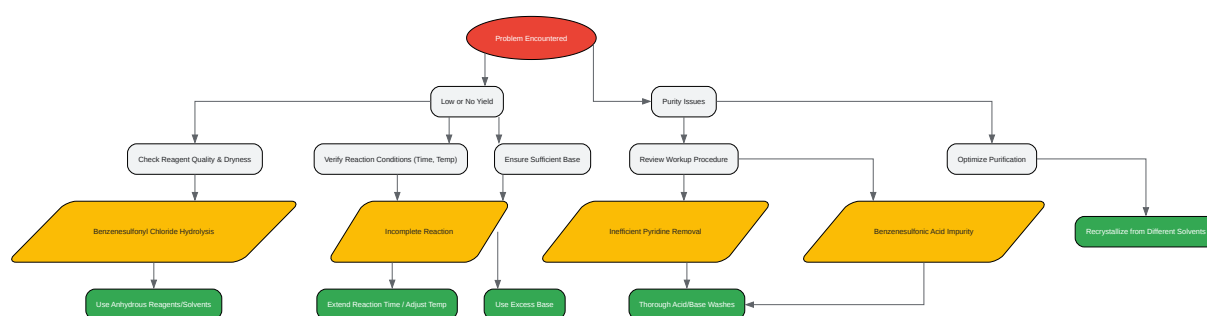 Problem Encountered
Low or No Yield
Purity Issues
Check Reagent Quality & Dryness
Verify Reaction Conditions (Time, Temp)
Ensure Sufficient Base
Review Workup Procedure
Optimize Purification
Benzenesulfonyl Chloride Hydrolysis
Incomplete Reaction
Inefficient Pyridine Removal
Benzenesulfonic Acid Impurity
Recrystallize from Different Solvents
Use Anhydrous Reagents/Solvents
Extend Reaction Time / Adjust Temp
Use Excess Base
Thorough Acid/Base Washes